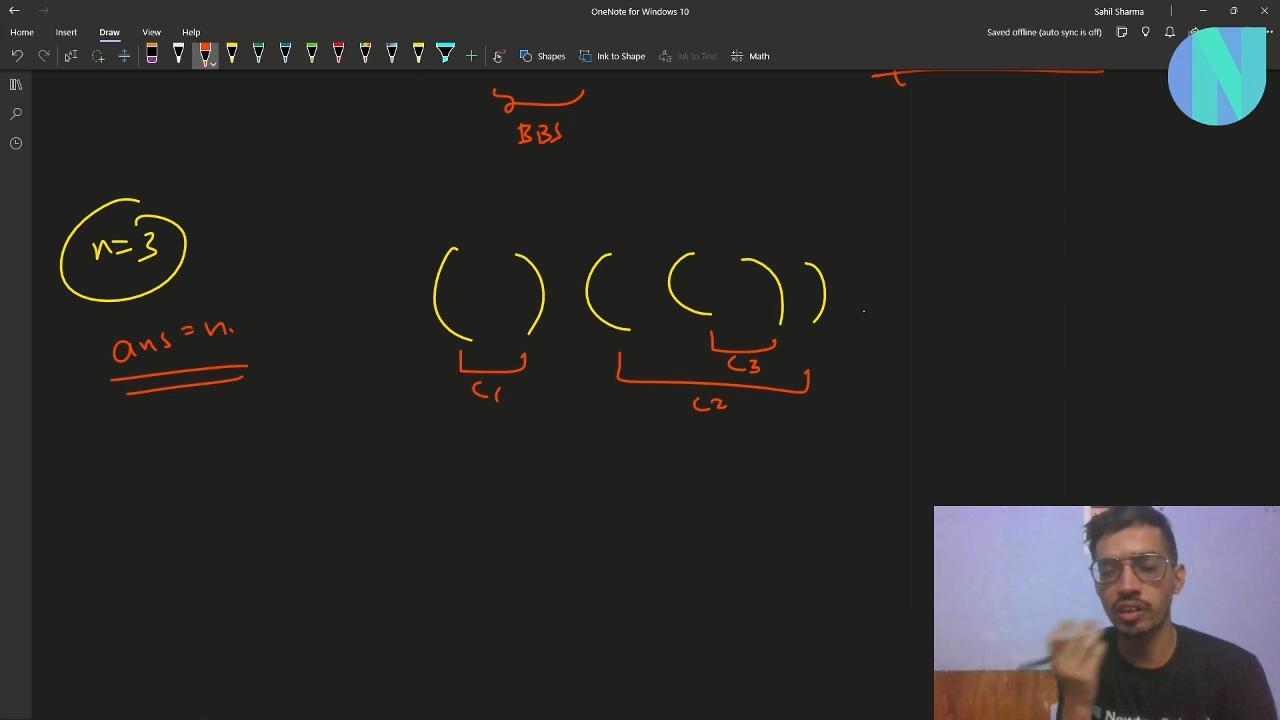 OneNote for Windows 10
Sahil Sharma
Home Insert Draw View Help
Saved offline (auto sync is off)
Shapes Ink to Shape Ink to Text Math
BBS
n=3
( ) ( ( ) )
ans = n.
C1
C3
C2